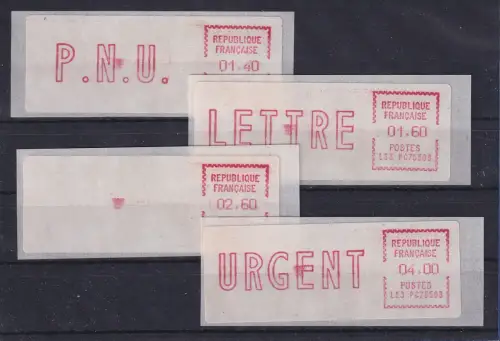 P.N.U.
REPUBLIQUE
FRANÇAISE
01.40
LETTRE
REPUBLIQUE
FRANÇAISE
01.60
POSTES
REPUBLIQUE
FRANÇAISE
02.60
URGENT
REPUBLIQUE
FRANÇAISE
04.00
POSTES